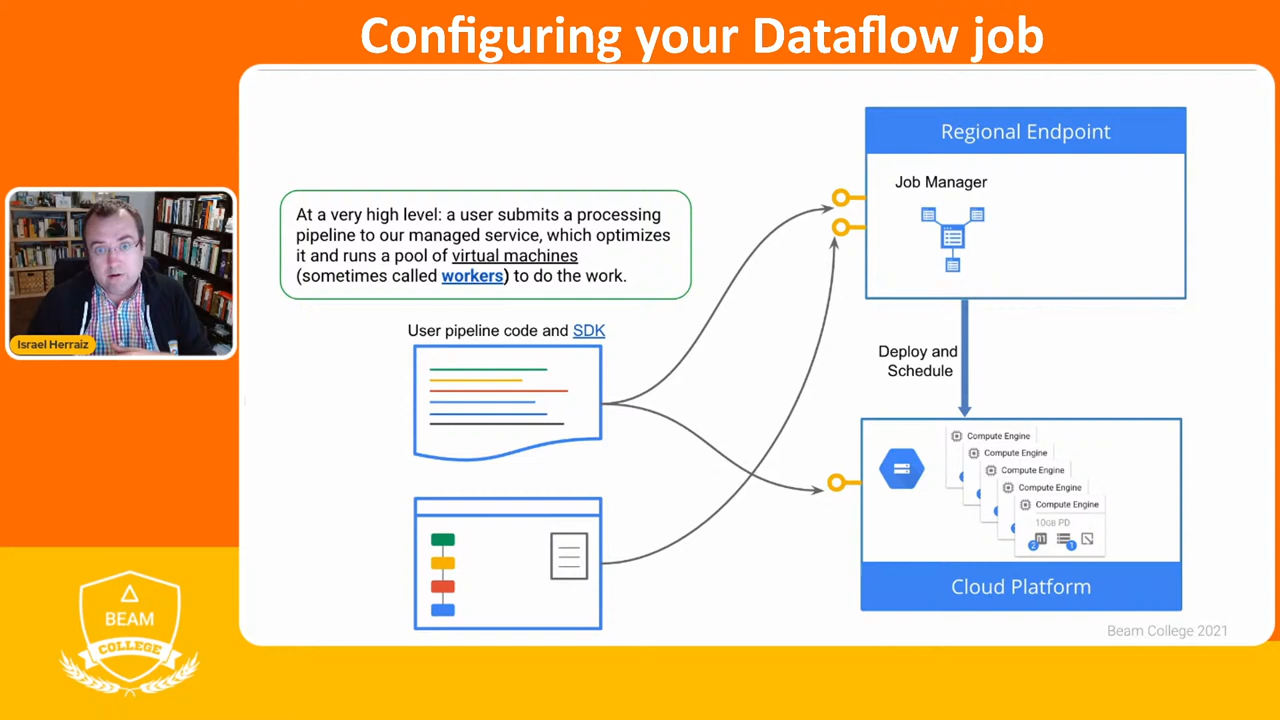 Configuring your Dataflow job
Regional Endpoint
Job Manager
At a very high level: a user submits a processing
pipeline to our managed service, which optimizes
it and runs a pool of virtual machines
(sometimes called workers) to do the work.
Israel Herraiz
User pipeline code and SDK
Deploy and
Schedule
Compute Engine
Compute Engine
Compute Engine
Compute Engine
Compute Engine
10GB PD
2
1
Cloud Platform
BEAM
COLLEGE
Beam College 2021